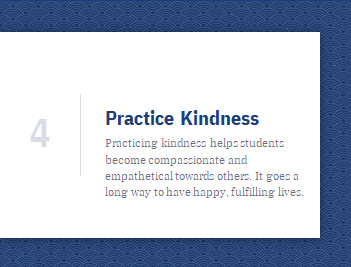 4
Practice Kindness
Practicing kindness helps students
become compassionate and
empathetical towards others. It goes a
long way to have happy, fulfilling lives.